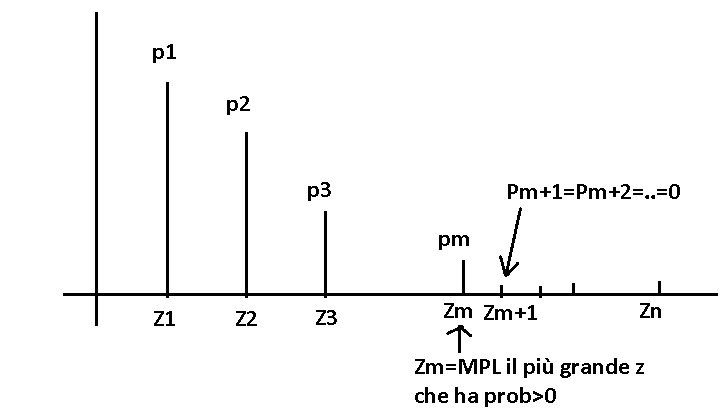 p1
p2
p3
Pm+1=Pm+2=..=0
pm
Z1
Z2
Z3
Zm
Zm+1
Zn
Zm=MPL il più grande z
che ha prob>0